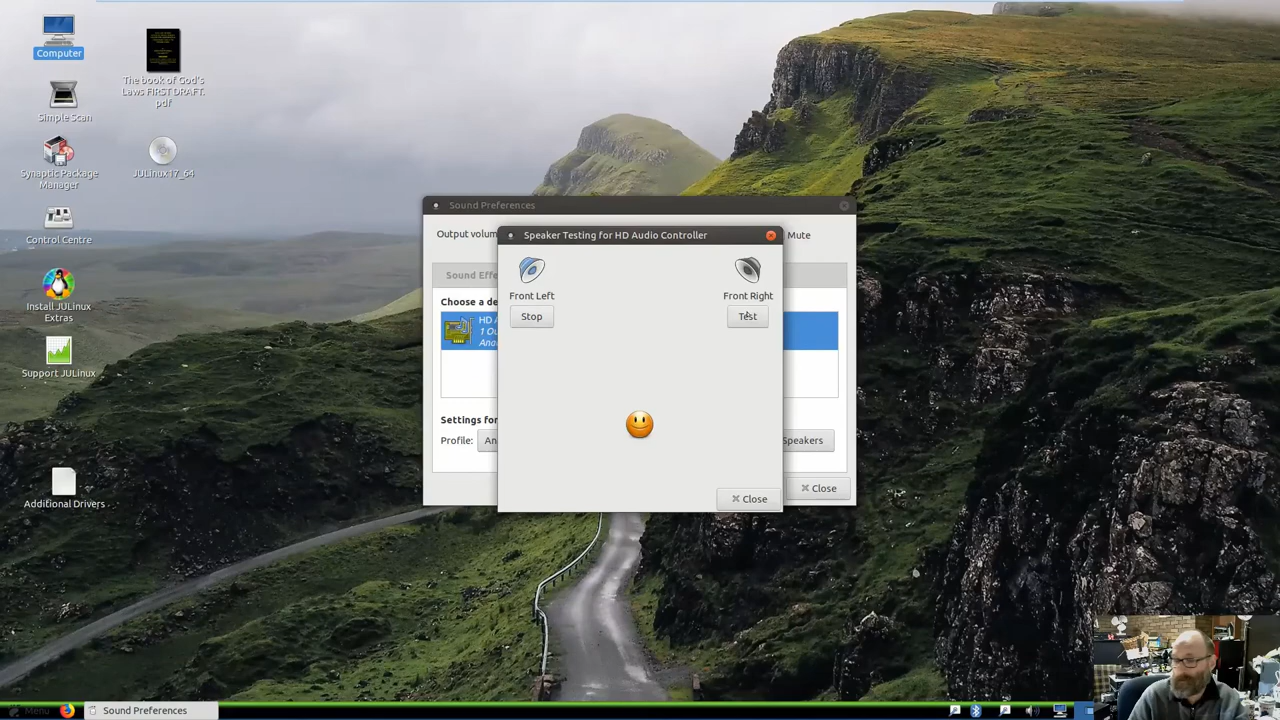 Computer
The book of God's
Laws FIRST DRAFT.
pdf
Simple Scan
Synaptic Package
Manager
JULinux17_64
Control Centre
Install JULinux
Extras
Support JULinux
Additional Drivers
Sound Preferences
Output volum
Mute
Speaker Testing for HD Audio Controller
Front Left
Front Right
Stop
Test
Sound Effe
Choose a de
HD A
1 Ou
Anal
Settings for
Profile:
An
Speakers
Close
Close
Menu
Sound Preferences